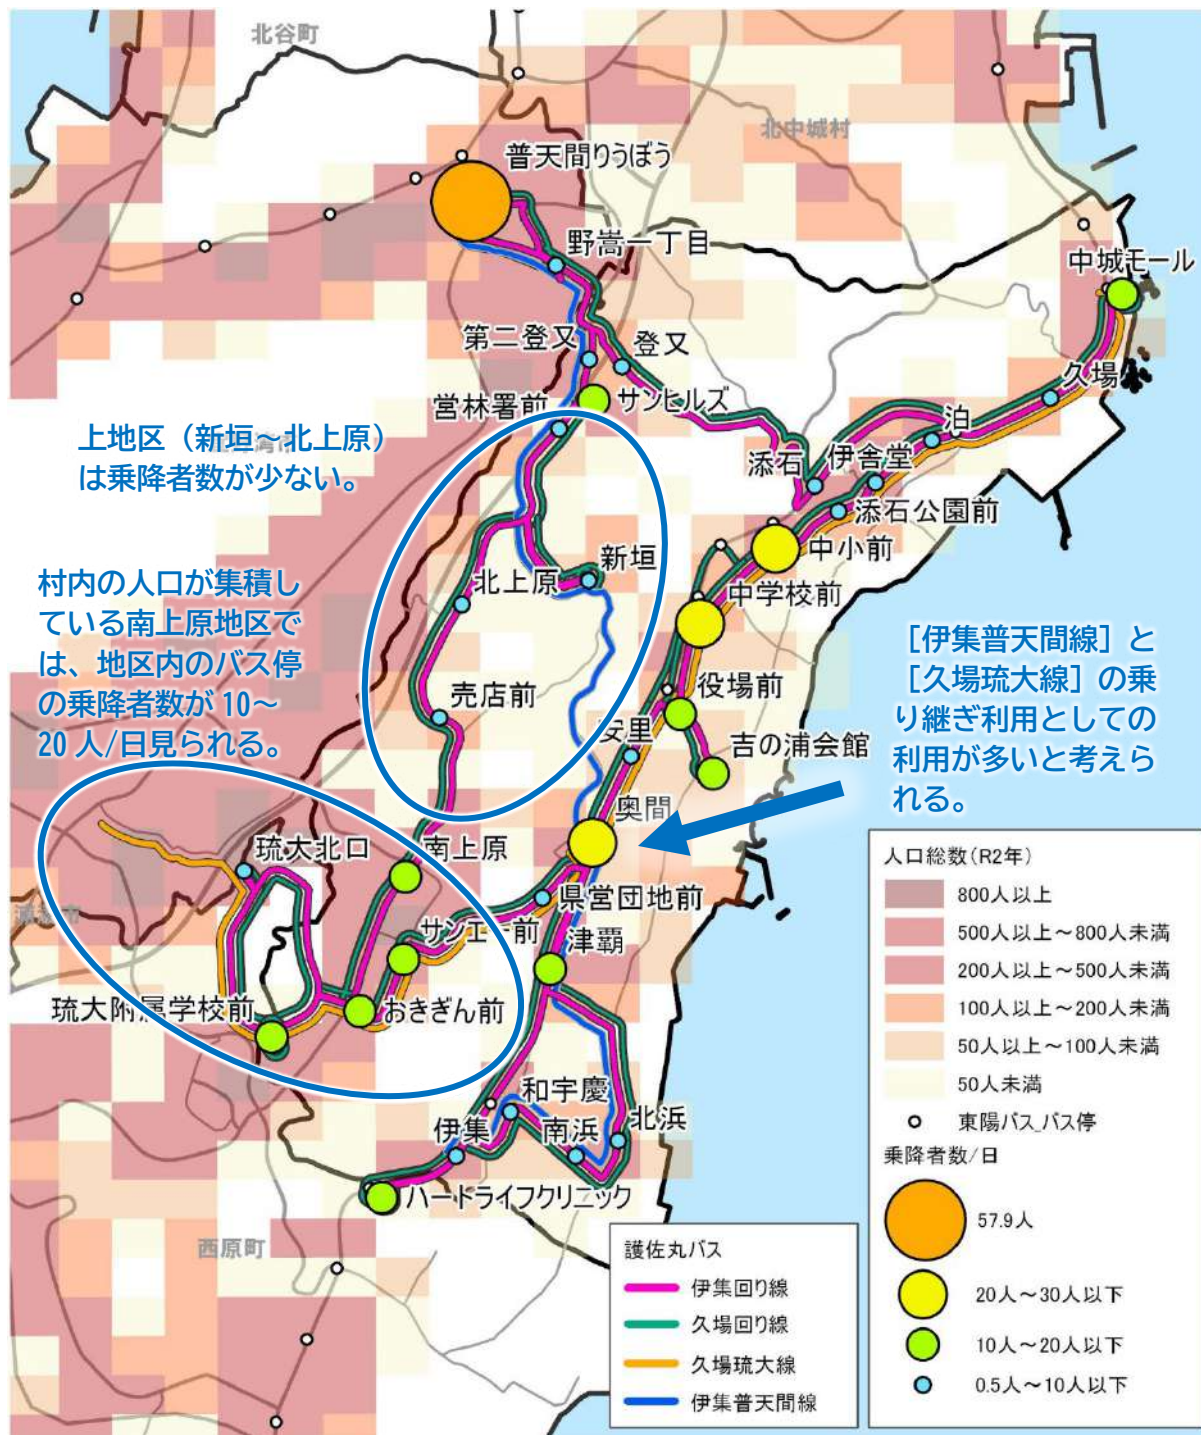 北谷町
北中城村
普天間りうぼう
野嵩一丁目
中城モール
第二登又
登又
久場
営林署前
サンヒルズ
泊
上地区（新垣～北上原）
は乗降者数が少ない。
添石
伊舎堂
添石公園前
中小前
新垣
北上原
中学校前
村内の人口が集積し
ている南上原地区で
は、地区内のバス停
の乗降者数が10～
20人/日見られる。
［伊集普天間線］と
［久場琉大線］の乗
り継ぎ利用としての
利用が多いと考えら
れる。
売店前
役場前
安里
吉の浦会館
奥間
琉大北口
南上原
県営団地前
サンエー前
津覇
琉大附属学校前
おきぎん前
和宇慶
伊集
南浜
北浜
ハートライフクリニック
西原町
護佐丸バス
伊集回り線
久場回り線
久場琉大線
伊集普天間線
人口総数(R2年)
800人以上
500人以上～800人未満
200人以上～500人未満
100人以上～200人未満
50人以上～100人未満
50人未満
東陽バス_バス停
乗降者数/日
57.9人
20人～30人以下
10人～20人以下
0.5人～10人以下